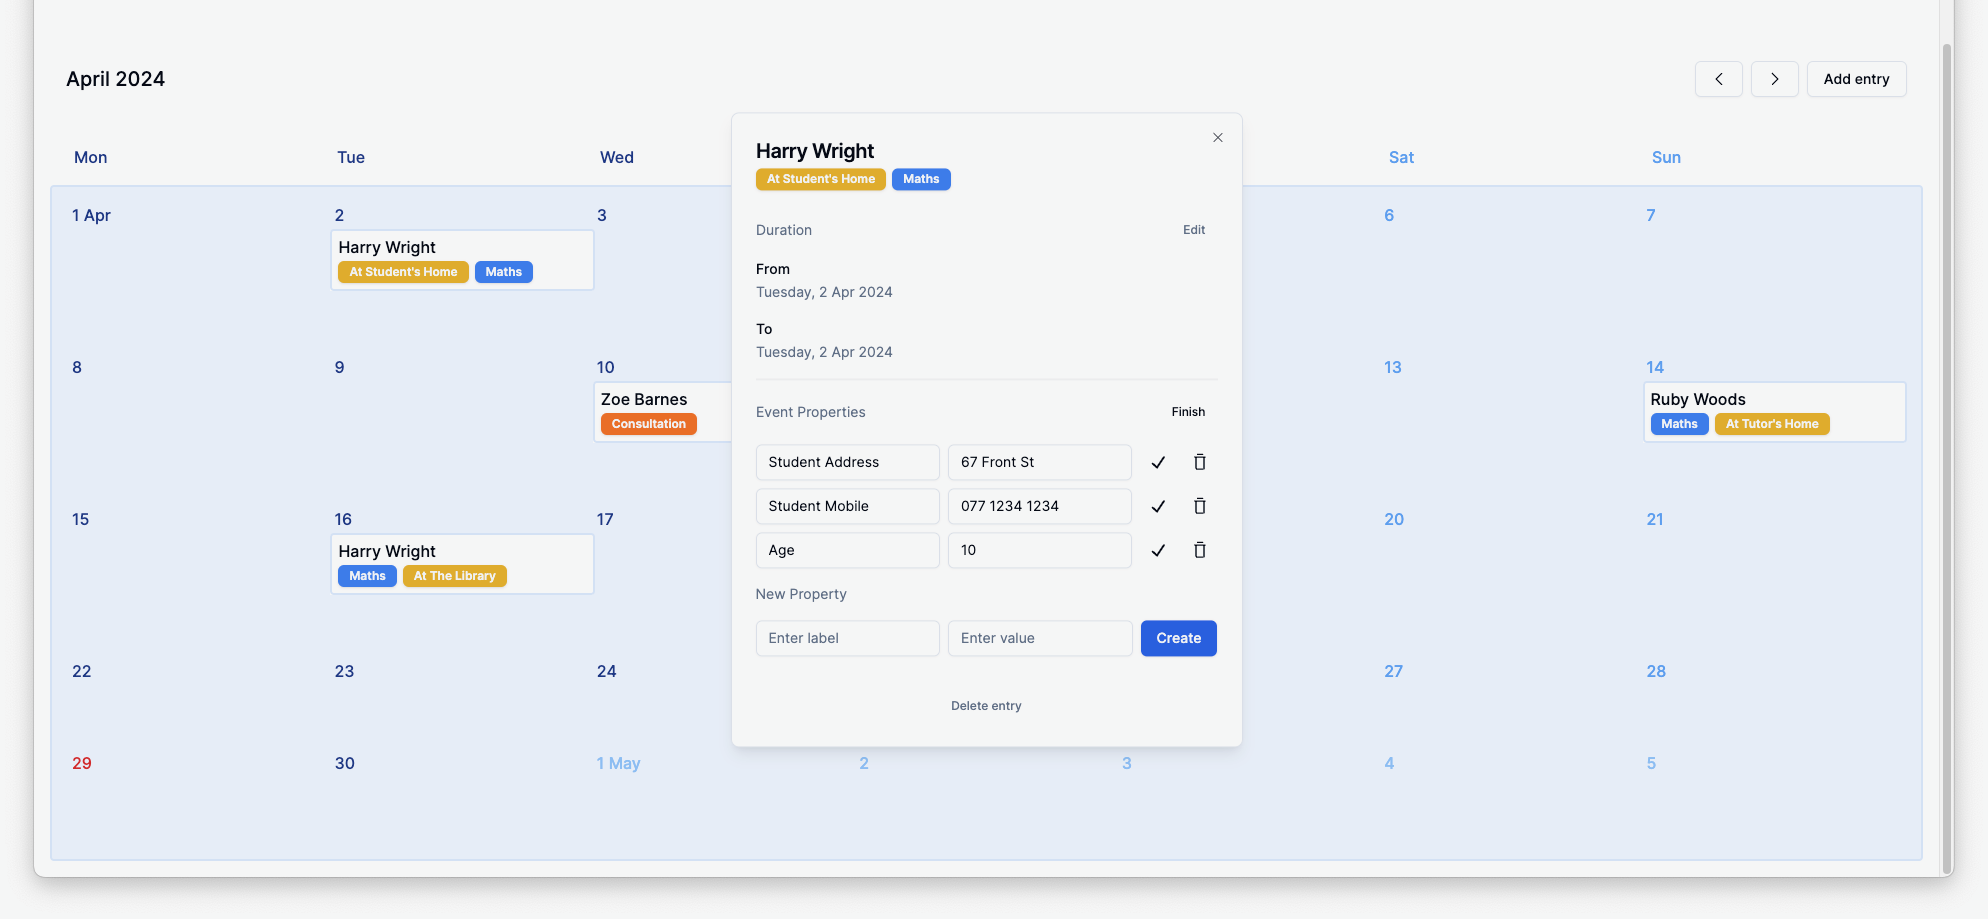 April 2024
Add entry
Mon Tue Wed Sat Sun
1 Apr 2 3 6 7
Harry Wright
At Student's Home Maths
8 9 10 13 14
Zoe Barnes
Consultation
Ruby Woods
Maths At Tutor's Home
15 16 17 20 21
Harry Wright
Maths At The Library
22 23 24 27 28
29 30 1 May 2 3 4 5
Harry Wright
At Student's Home Maths
Duration Edit
From
Tuesday, 2 Apr 2024
To
Tuesday, 2 Apr 2024
Event Properties Finish
Student Address 67 Front St
Student Mobile 077 1234 1234
Age 10
New Property
Enter label Enter value Create
Delete entry